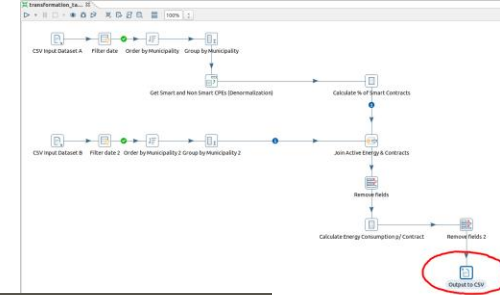 transformation_ta...
100%
CSV Input Dataset A
Filter date
Order by Municipality
Group by Municipality
Get Smart and Non Smart CPEs (Denormalization)
Calculate % of Smart Contracts
CSV Input Dataset B
Filter date 2
Order by Municipality 2
Group by Municipality 2
Join Active Energy & Contracts
Remove fields
Calculate Energy Consumption p/ Contract
Remove fields 2
Output to CSV